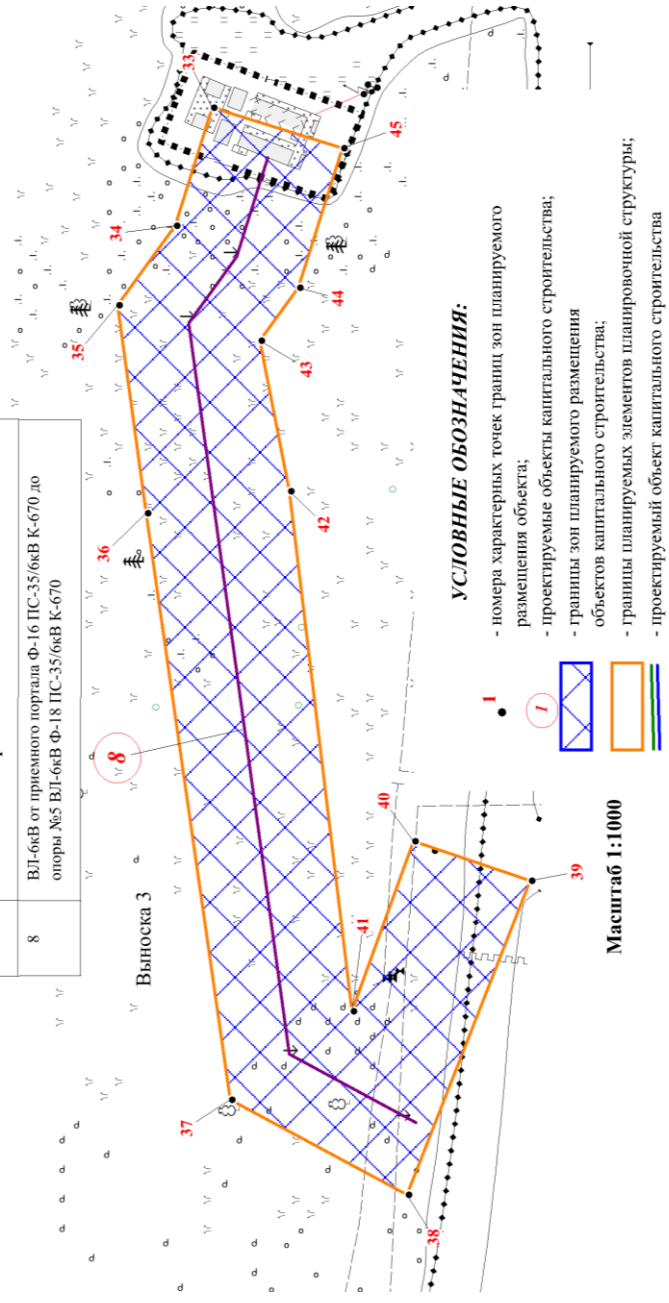 8
ВЛ-6кВ от приемного портала Ф-16 ПС-35/6кВ К-670 до
опоры №5 ВЛ-6кВ Ф-18 ПС-35/6кВ К-670
Выноска 3
8
33
34
35
36
37
38
39
40
41
42
43
44
45
УСЛОВНЫЕ ОБОЗНАЧЕНИЯ:
1
- номера характерных точек границ зон планируемого
размещения объекта;
1
- проектируемые объекты капитального строительства;
- границы зон планируемого размещения
объектов капитального строительства;
- границы планируемых элементов планировочной структуры;
- проектируемый объект капитального строительства
Масштаб 1:1000